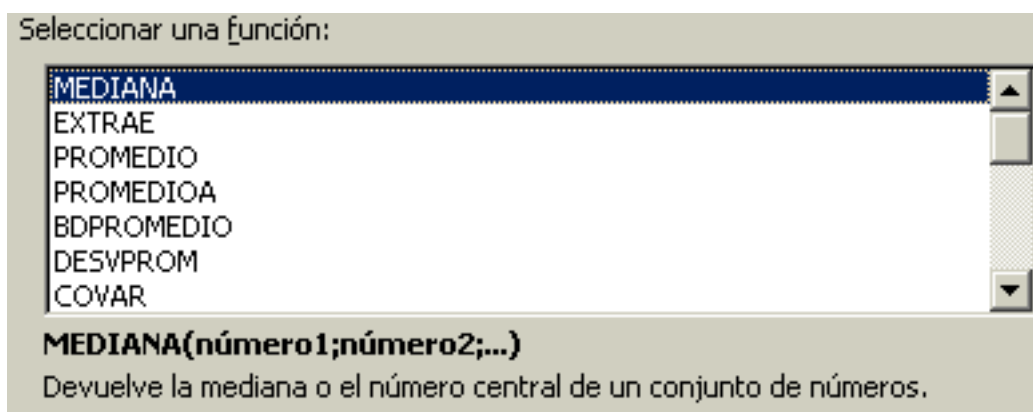 Seleccionar una función:
MEDIANA
EXTRAE
PROMEDIO
PROMEDIOA
BDPROMEDIO
DESVPROM
COVAR
MEDIANA(número1;número2;...)
Devuelve la mediana o el número central de un conjunto de números.